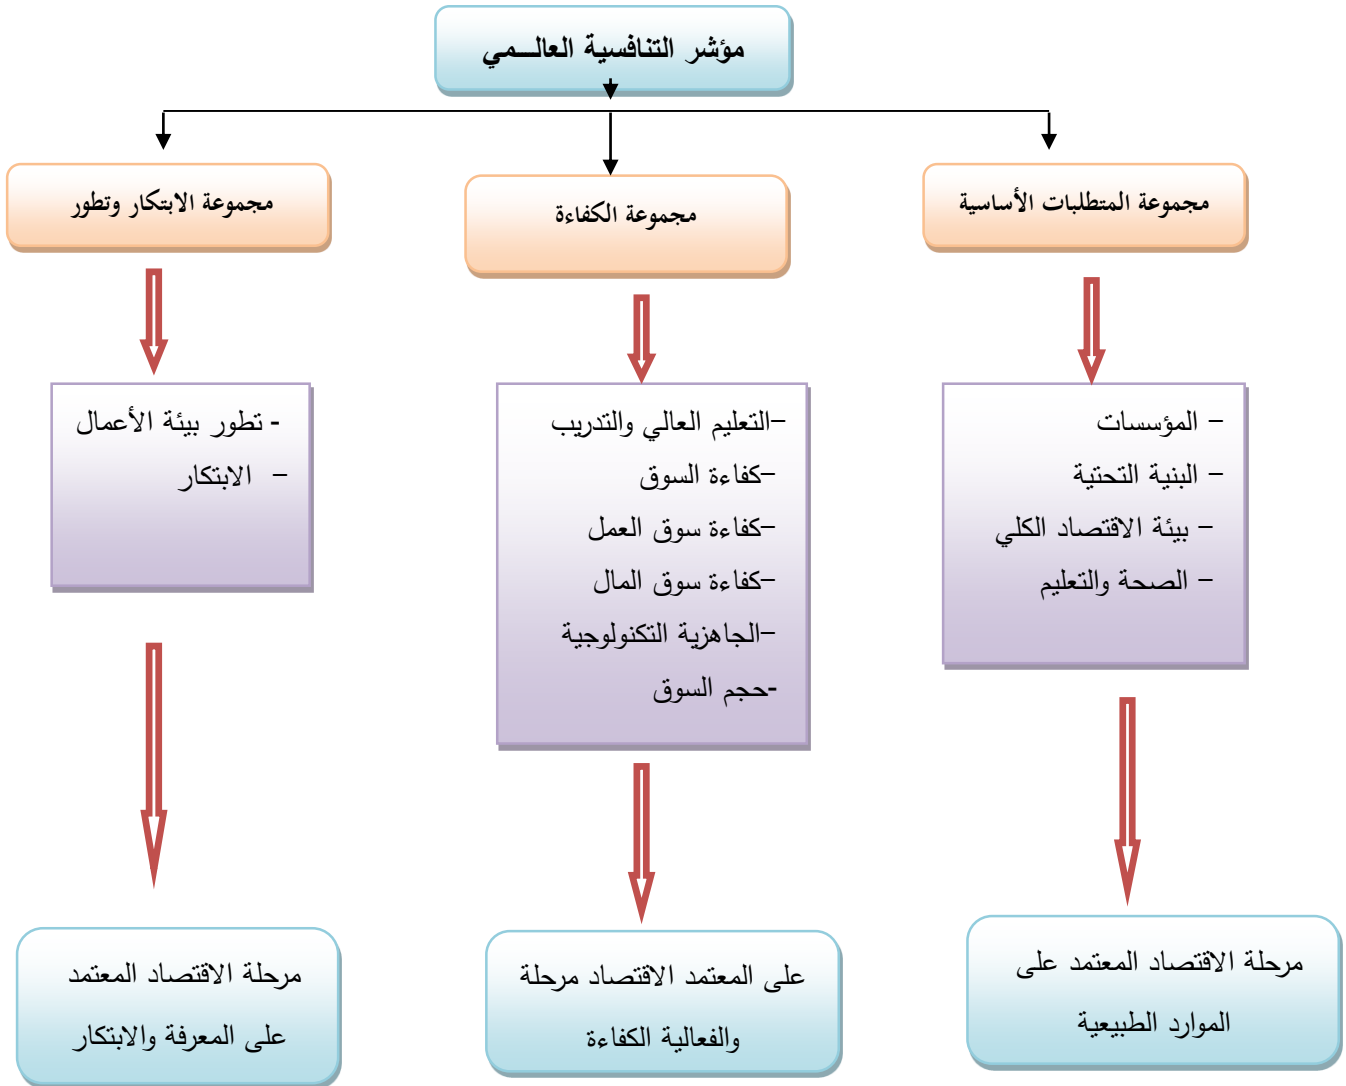 مؤشر التنافسية العالـــمي
مجموعة المتطلبات الأساسية
مجموعة الكفاءة
مجموعة الابتكار وتطور
– المؤسسات
– البنية التحتية
– بيئة الاقتصاد الكلي
– الصحة والتعليم
–التعليم العالي والتدريب
–كفاءة السوق
–كفاءة سوق العمل
–كفاءة سوق المال
–الجاهزية التكنولوجية
-حجم السوق
- تطور بيئة الأعمال
– الابتكار
مرحلة الاقتصاد المعتمد على
الموارد الطبيعية
على المعتمد الاقتصاد مرحلة
والفعالية الكفاءة
مرحلة الاقتصاد المعتمد
على المعرفة والابتكار